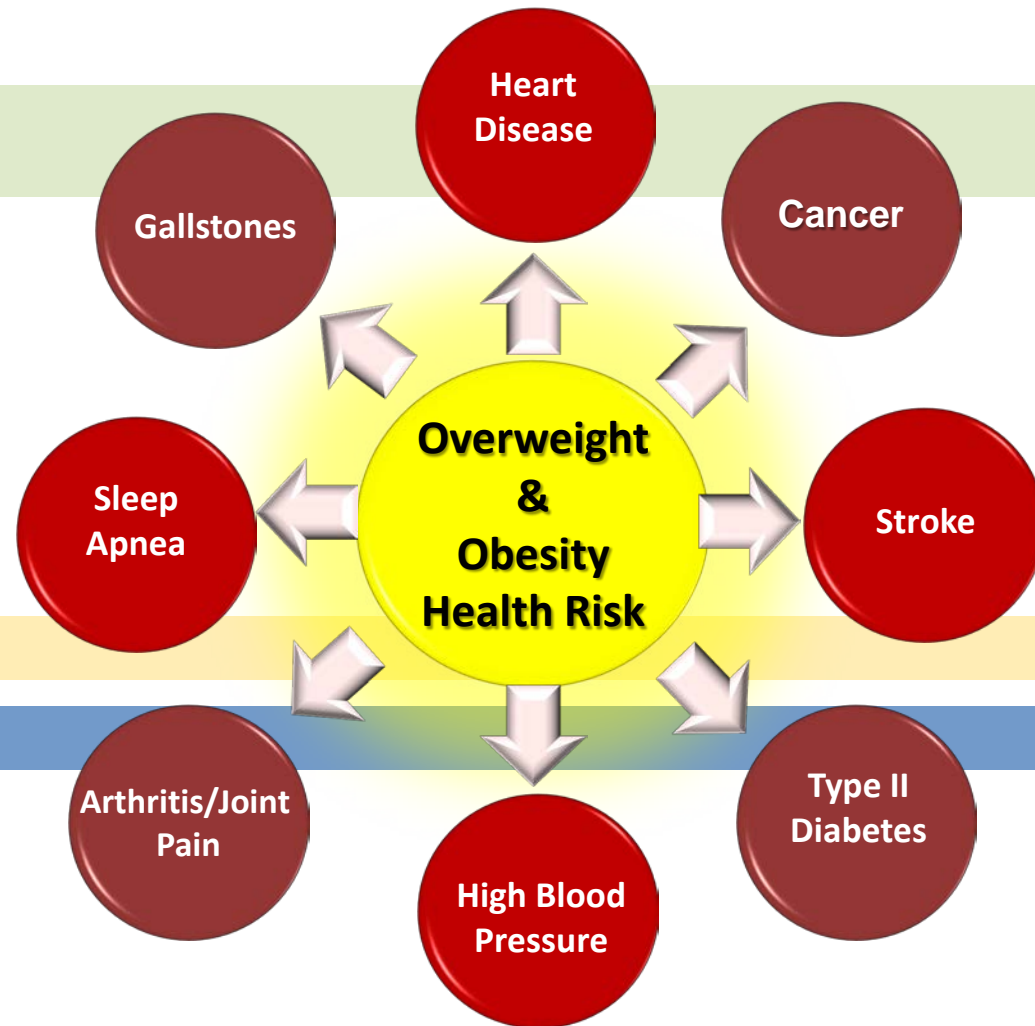 Heart
Disease
Gallstones
Cancer
Overweight
&
Obesity
Health Risk
Sleep
Apnea
Stroke
Arthritis/Joint
Pain
Type II
Diabetes
High Blood
Pressure